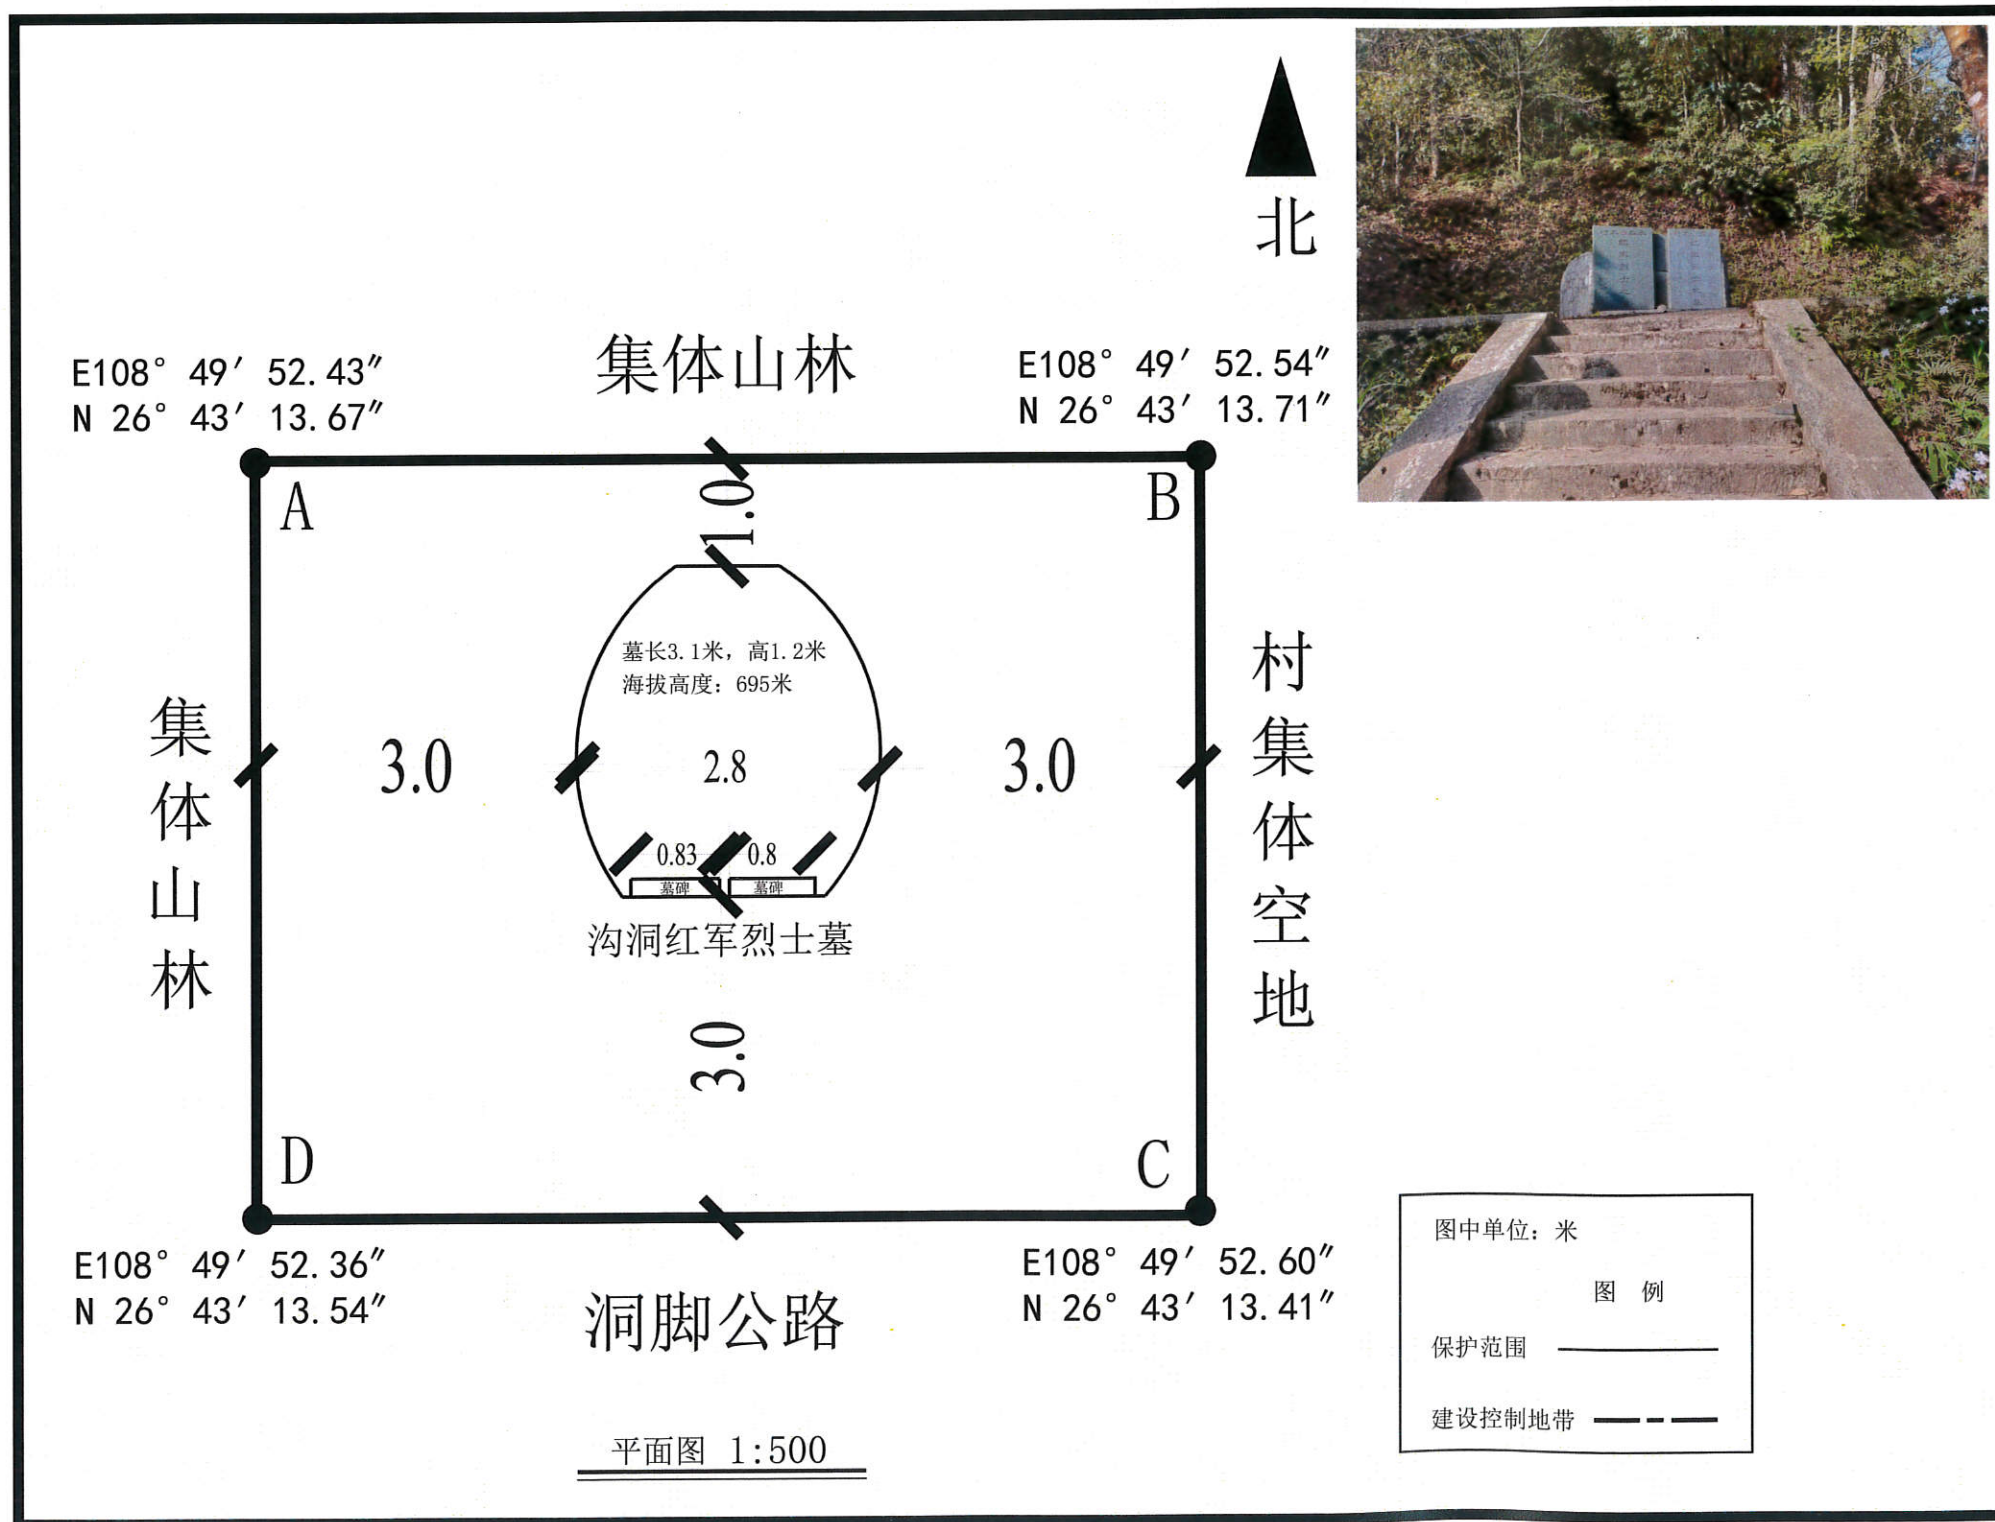 北
集体山林
E108° 49′ 52.43″
N 26° 43′ 13.67″
E108° 49′ 52.54″
N 26° 43′ 13.71″
A
B
1.0
墓长3.1米，高1.2米
海拔高度：695米
集体山林
3.0
2.8
3.0
村集体空地
0.83
0.8
墓碑
墓碑
沟洞红军烈士墓
3.0
D
C
E108° 49′ 52.36″
N 26° 43′ 13.54″
E108° 49′ 52.60″
N 26° 43′ 13.41″
洞脚公路
平面图 1:500
图中单位：米
图 例
保护范围
建设控制地带